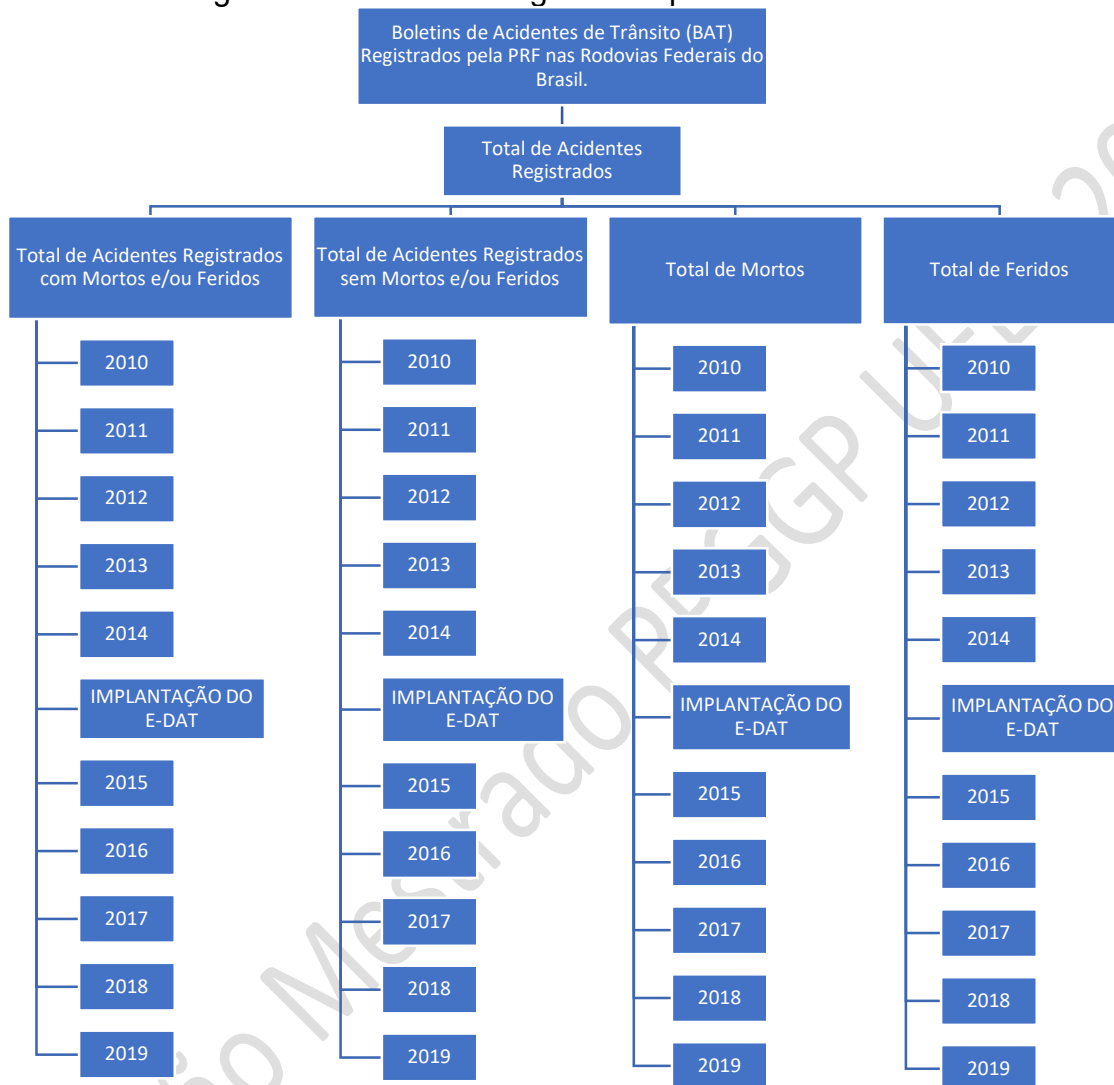 Boletins de Acidentes de Trânsito (BAT)
Registrados pela PRF nas Rodovias Federais do
Brasil.
Total de Acidentes
Registrados
Total de Acidentes Registrados
com Mortos e/ou Feridos
2010
2011
2012
2013
2014
IMPLANTAÇÃO DO
E-DAT
2015
2016
2017
2018
2019
Total de Acidentes Registrados
sem Mortos e/ou Feridos
2010
2011
2012
2013
2014
IMPLANTAÇÃO DO
E-DAT
2015
2016
2017
2018
2019
Total de Mortos
2010
2011
2012
2013
2014
IMPLANTAÇÃO DO
E-DAT
2015
2016
2017
2018
2019
Total de Feridos
2010
2011
2012
2013
2014
IMPLANTAÇÃO DO
E-DAT
2015
2016
2017
2018
2019
Mestrado